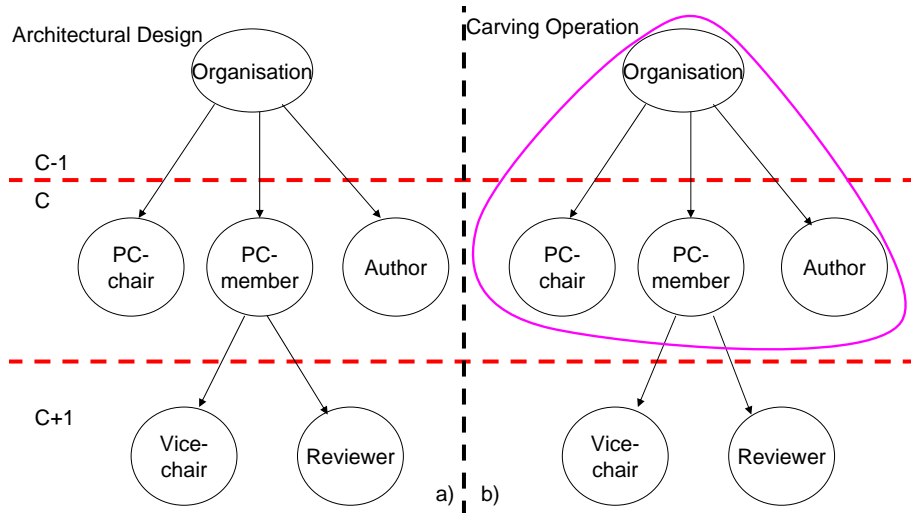 Architectural Design
Organisation
C-1
C
PC-
chair
PC-
member
Author
C+1
Vice-
chair
Reviewer
a)
Carving Operation
Organisation
PC-
chair
PC-
member
Author
Vice-
chair
Reviewer
b)